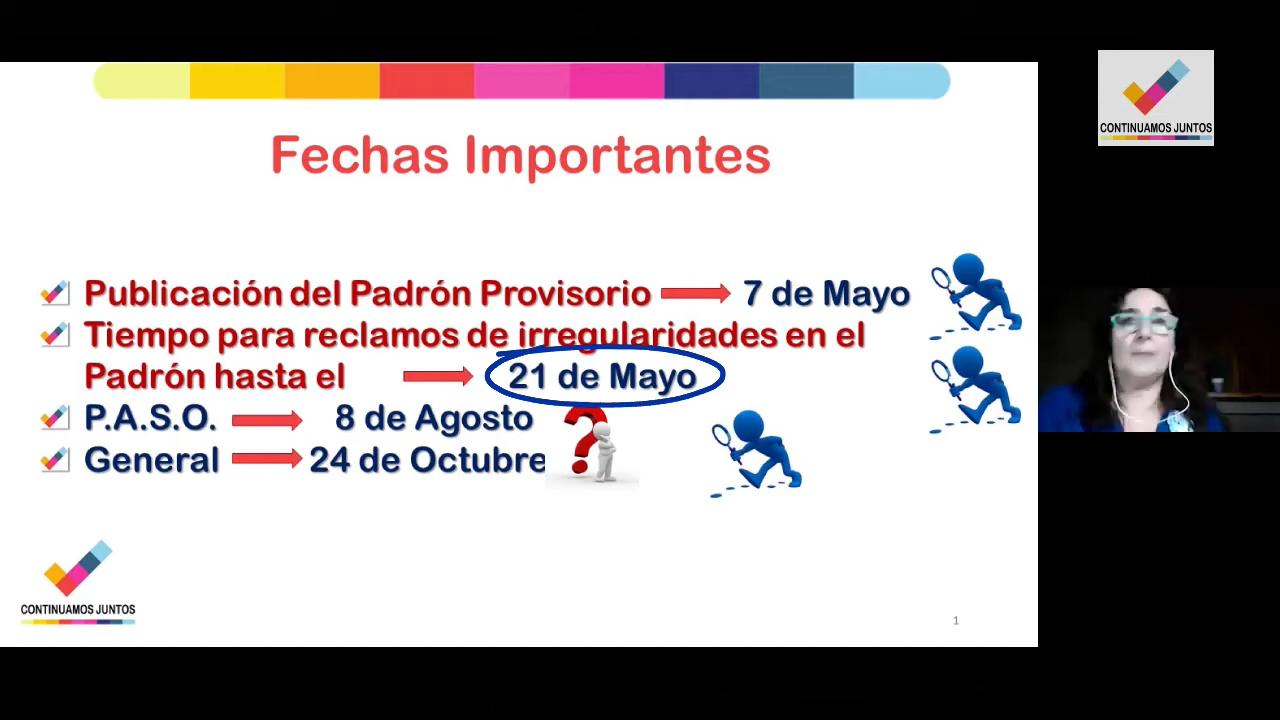 Fechas Importantes
Publicación del Padrón Provisorio 7 de Mayo
Tiempo para reclamos de irregularidades en el
Padrón hasta el 21 de Mayo
P.A.S.O. 8 de Agosto
General 24 de Octubre
?
CONTINUAMOS JUNTOS
1
CONTINUAMOS JUNTOS